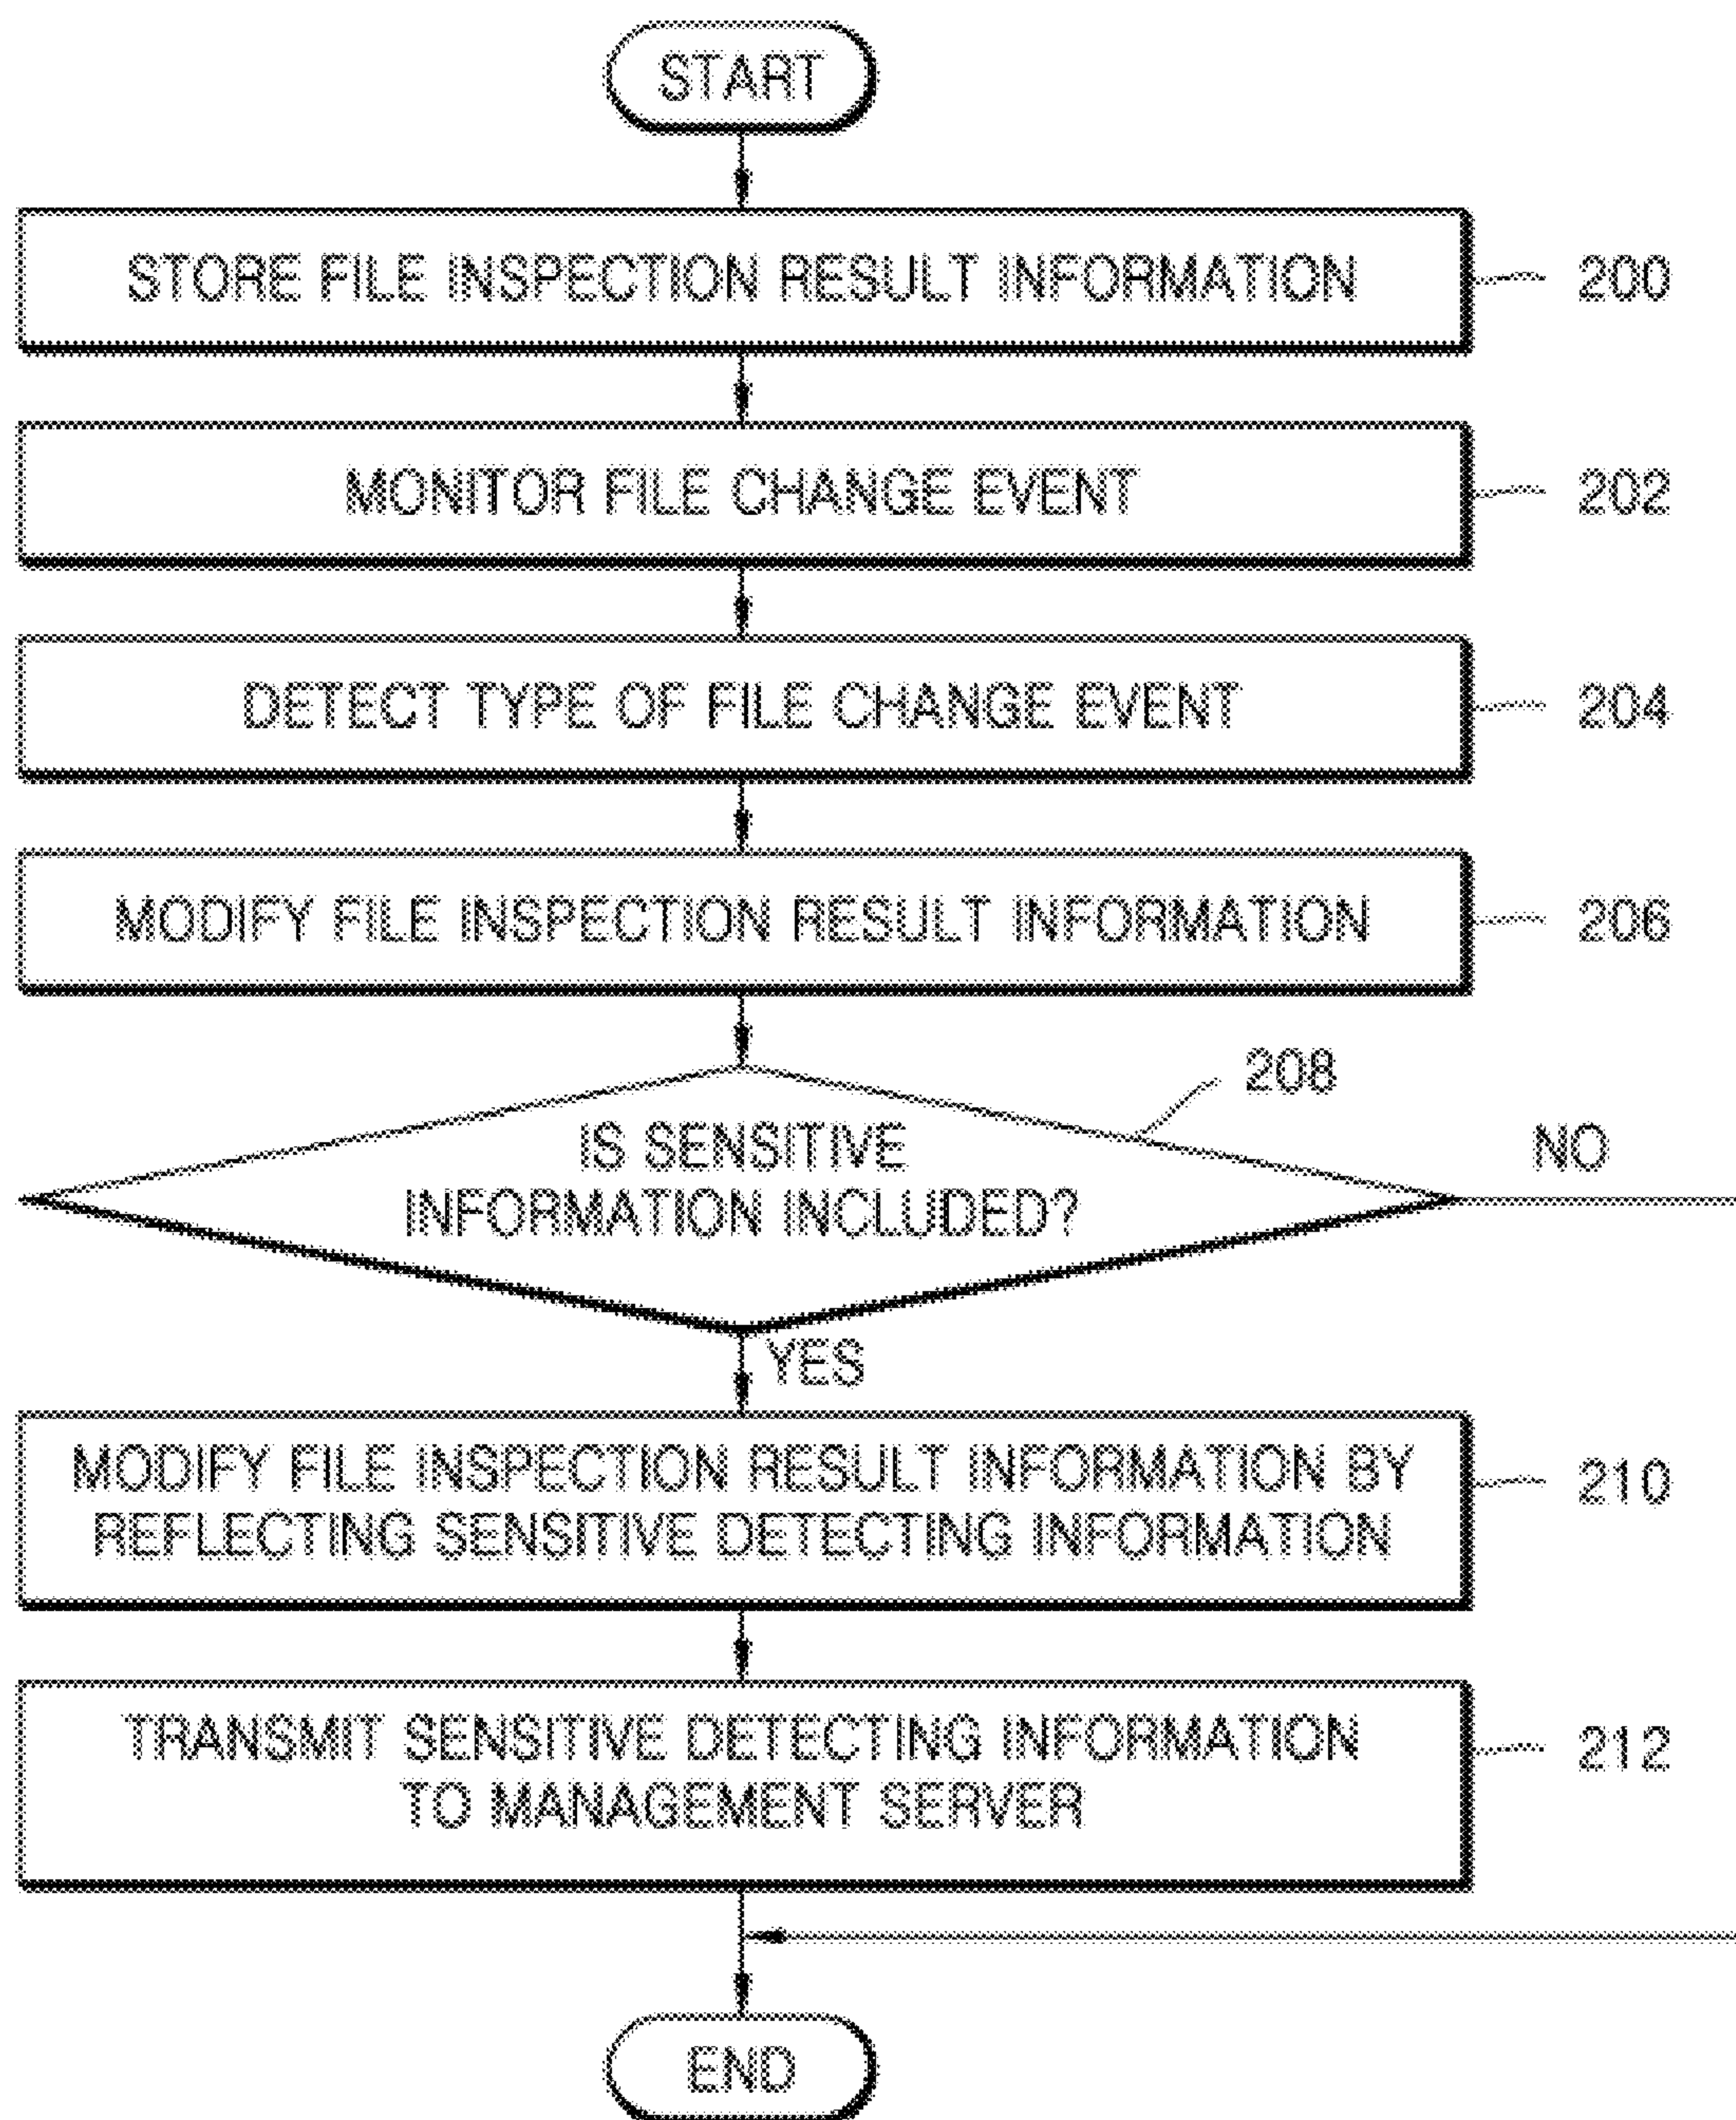 START
STORE FILE INSPECTION RESULT INFORMATION
200
MONITOR FILE CHANGE EVENT
202
DETECT TYPE OF FILE CHANGE EVENT
204
MODIFY FILE INSPECTION RESULT INFORMATION
206
208
IS SENSITIVE
INFORMATION INCLUDED?
NO
YES
MODIFY FILE INSPECTION RESULT INFORMATION BY
REFLECTING SENSITIVE DETECTING INFORMATION
210
TRANSMIT SENSITIVE DETECTING INFORMATION
TO MANAGEMENT SERVER
212
END